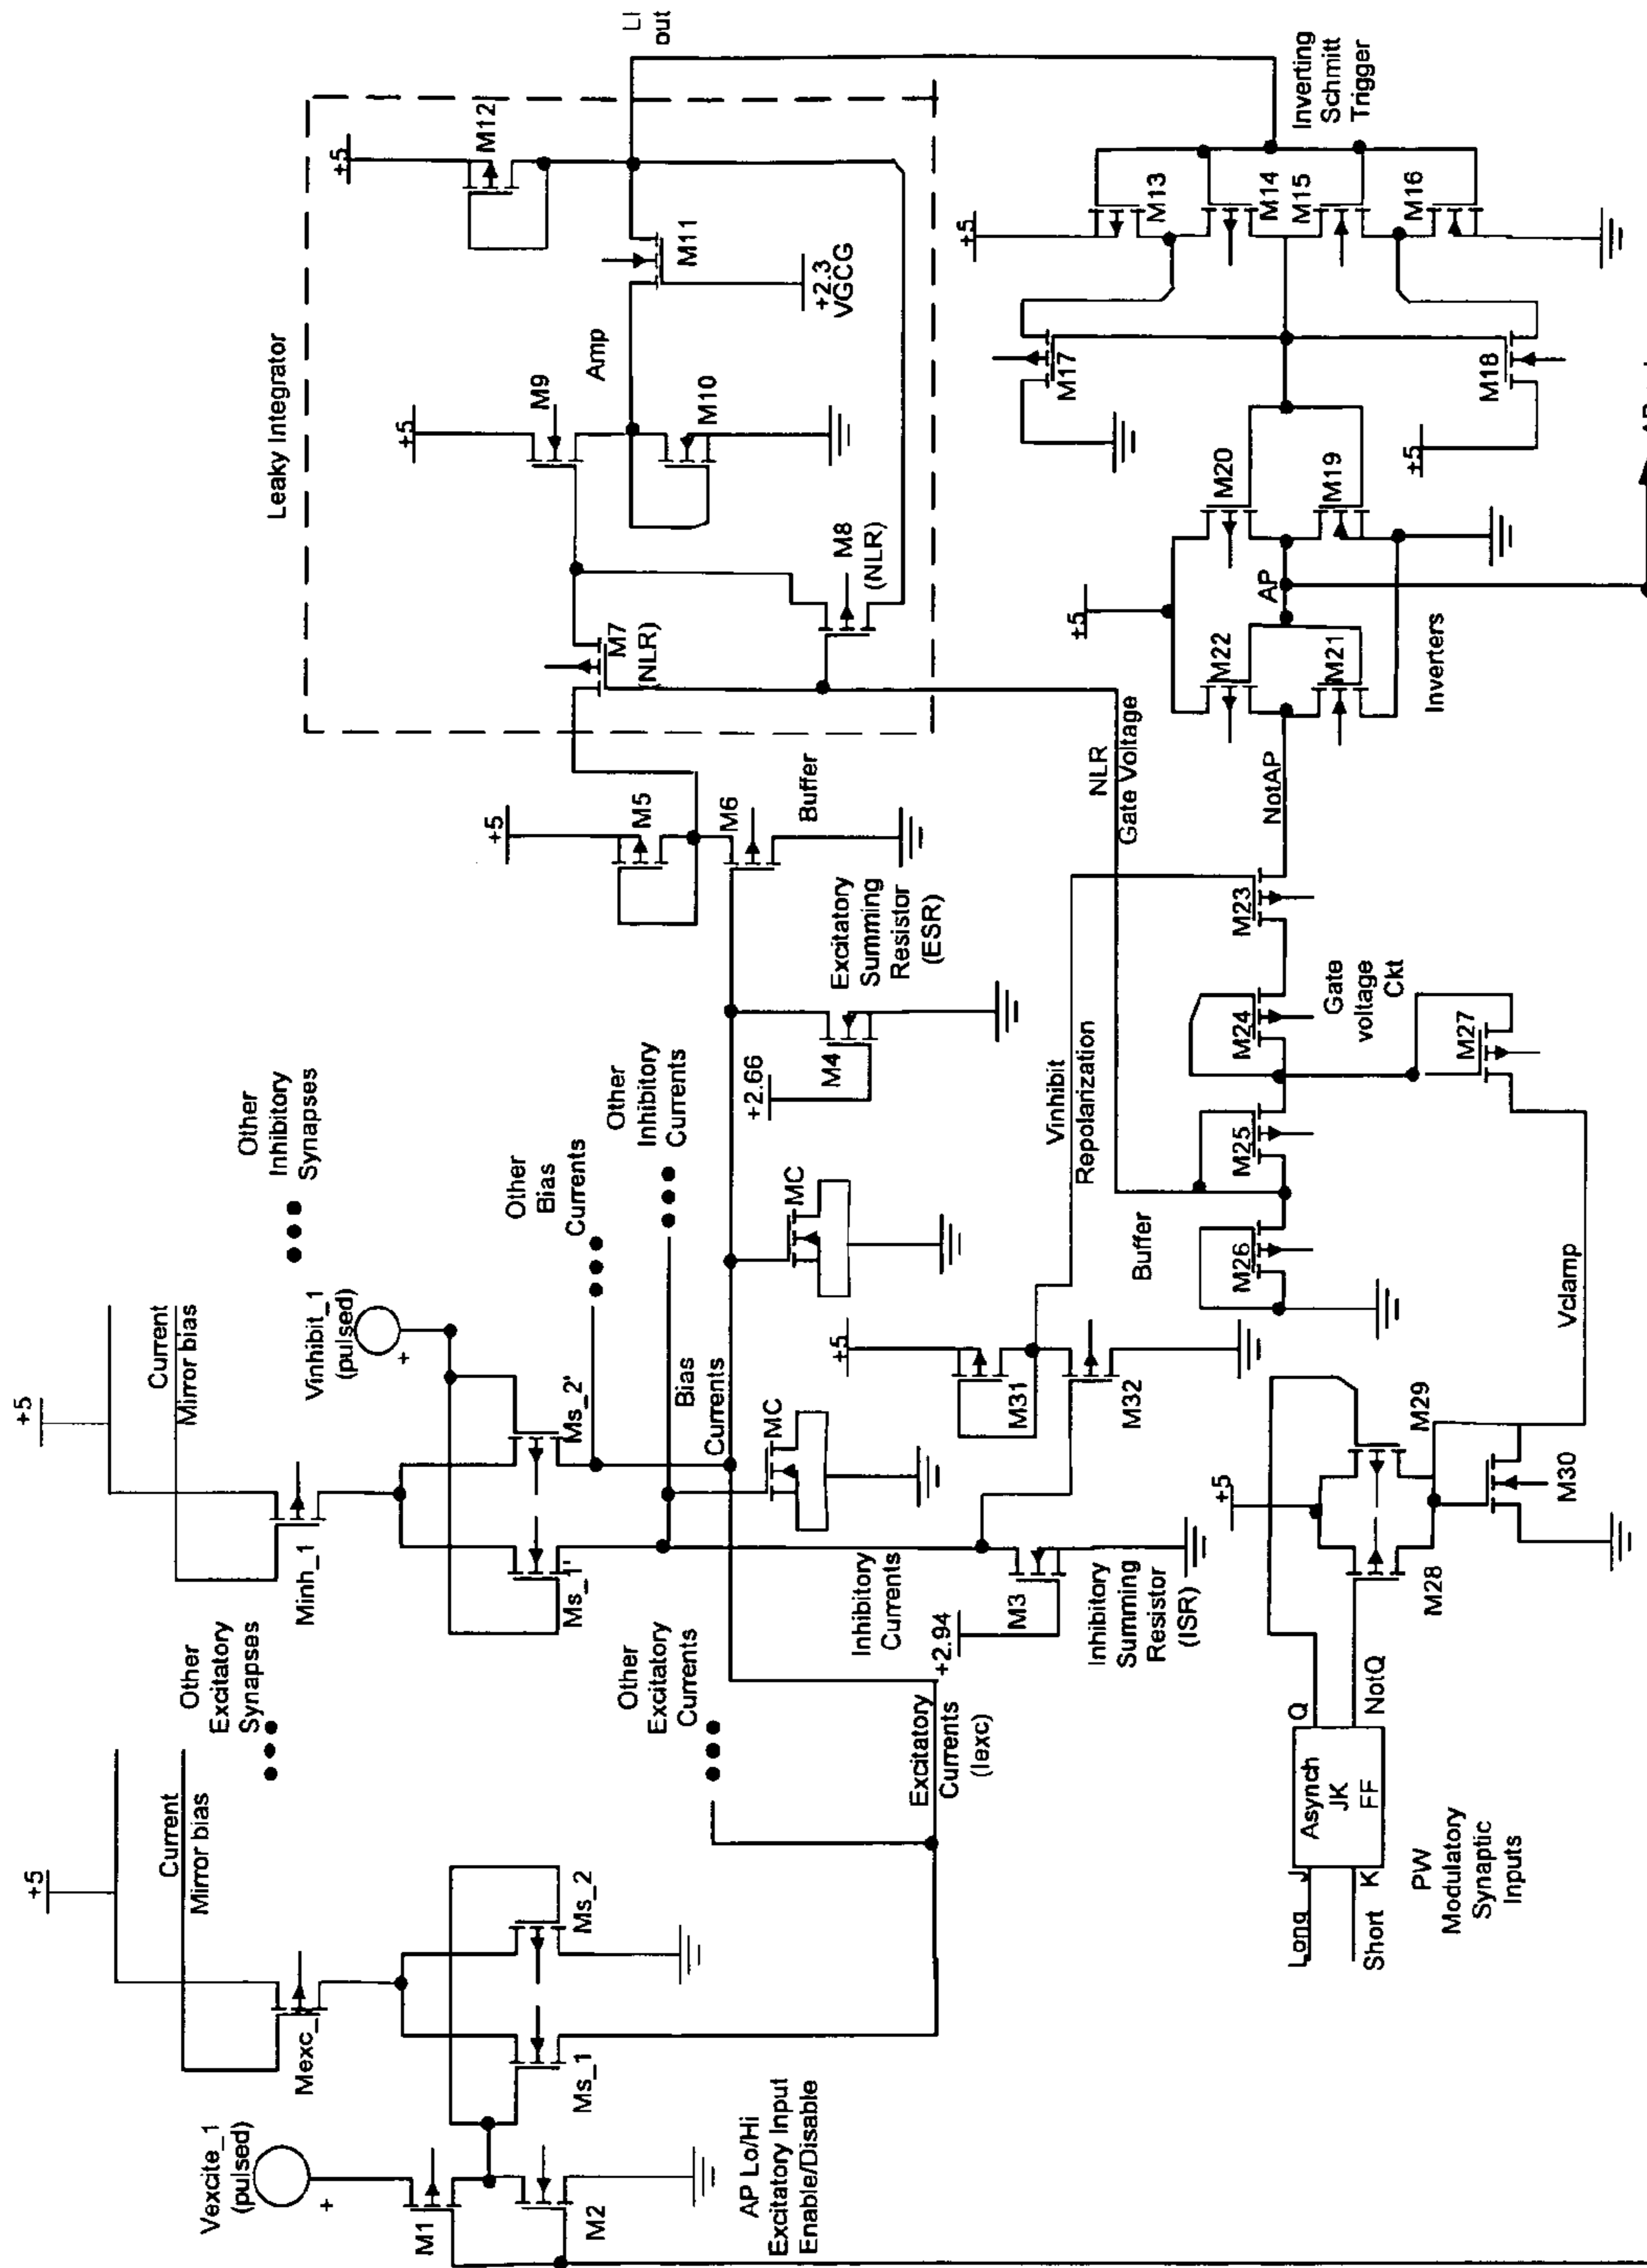 LI
out
Leaky Integrator
+5
M12
+5
M9
Amp
M11
+2.3
VGCG
M10
M7
(NLR)
M8
(NLR)
+5
M5
M6
Buffer
NLR
Gate Voltage
Inverting
Schmitt
Trigger
+5
M13
M14
M15
M16
M17
M18
+5
M20
M19
AP
+5
M22
M21
Inverters
NotAP
M23
M24
Gate
voltage
Ckt
M27
M25
M26
Buffer
Vclamp
Excitatory
Summing
Resistor
(ESR)
+2.66
M4
Vinhibit
Repolarization
Other
Inhibitory
Synapses
Other
Bias
Currents
Other
Inhibitory
Currents
MC
MC
Bias
Currents
+5
Current
Mirror bias
Vinhibit_1
(pulsed)
+
Minh_1
Ms_1'
Ms_2'
+5
M31
M32
Inhibitory
Currents
+2.94
M3
Inhibitory
Summing
Resistor
(ISR)
+5
M29
M28
M30
Other
Excitatory
Synapses
Other
Excitatory
Currents
Excitatory
Currents
(Iexc)
+5
Current
Mirror bias
Mexc_1
Ms_1
Ms_2
Vexcite_1
(pulsed)
+
M1
M2
AP Lo/Hi
Excitatory Input
Enable/Disable
Q
NotQ
Asynch
JK
FF
J
K
Long
Short
PW
Modulatory
Synaptic
Inputs